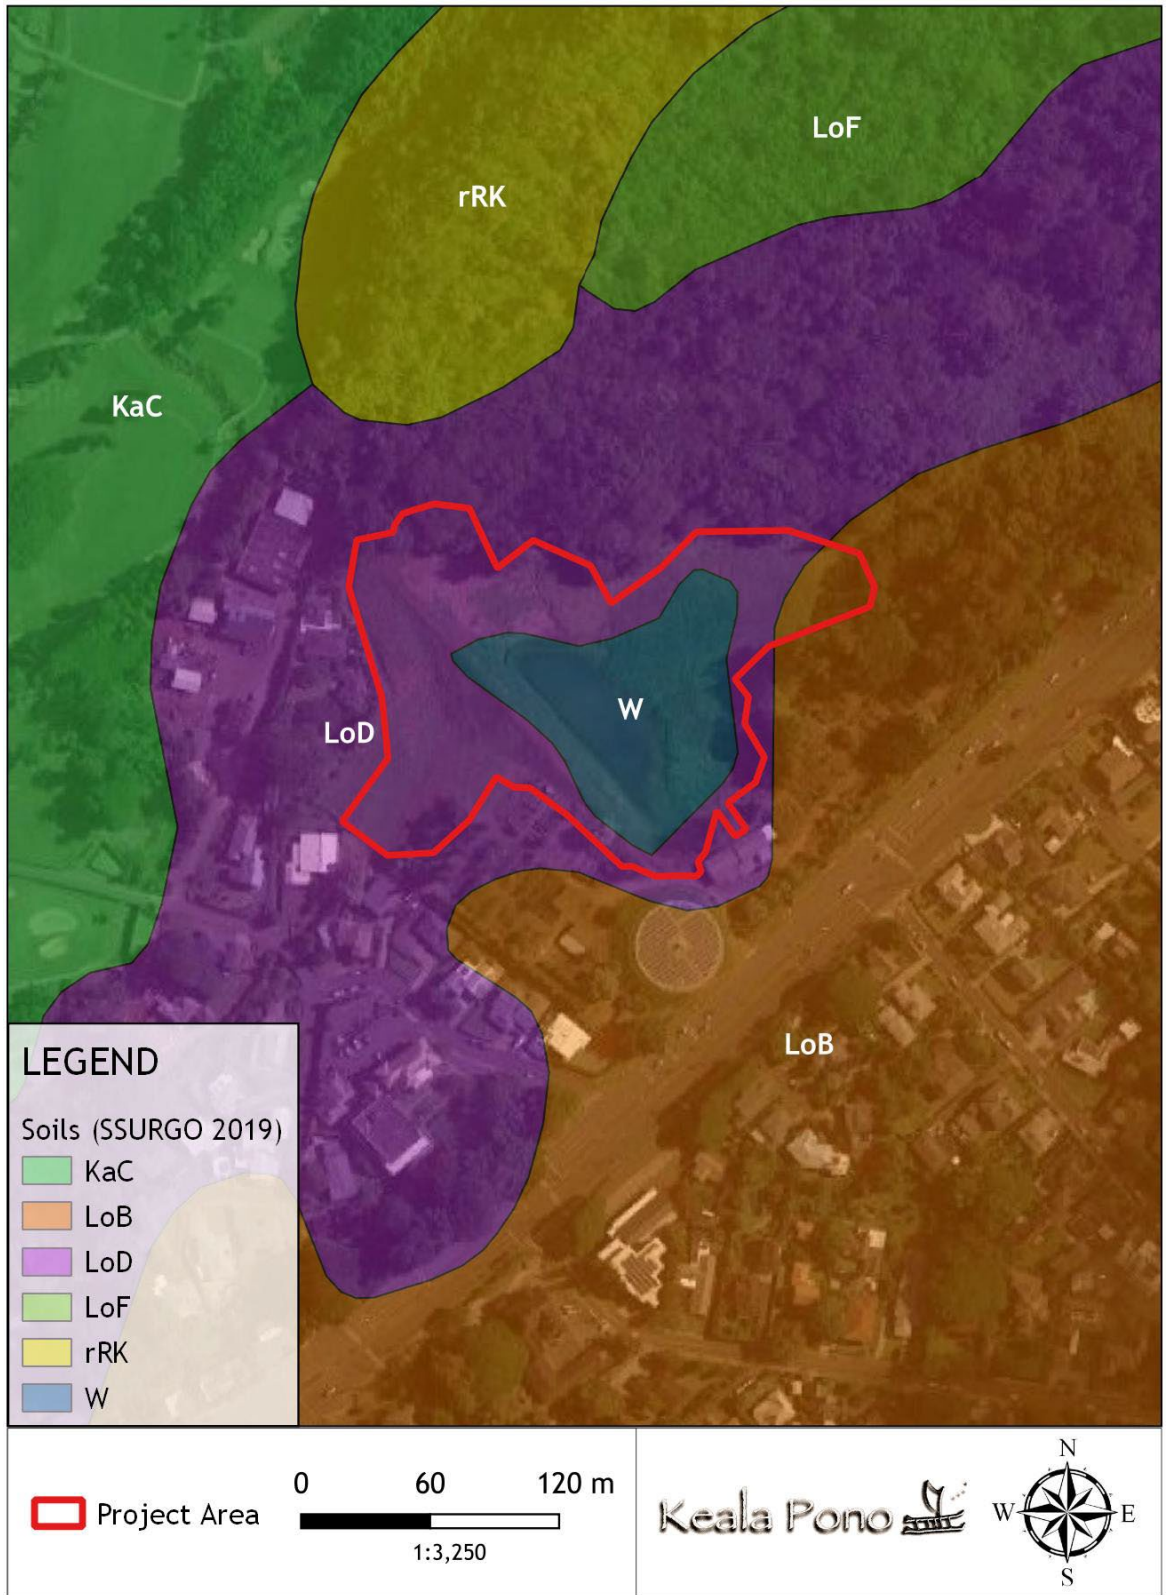 LoF
rRK
KaC
W
LoD
LoB
LEGEND
Soils (SSURGO 2019)
KaC
LoB
LoD
LoF
rRK
W
Project Area
0 60 120 m
1:3,250
Keala Pono
N
W E
S